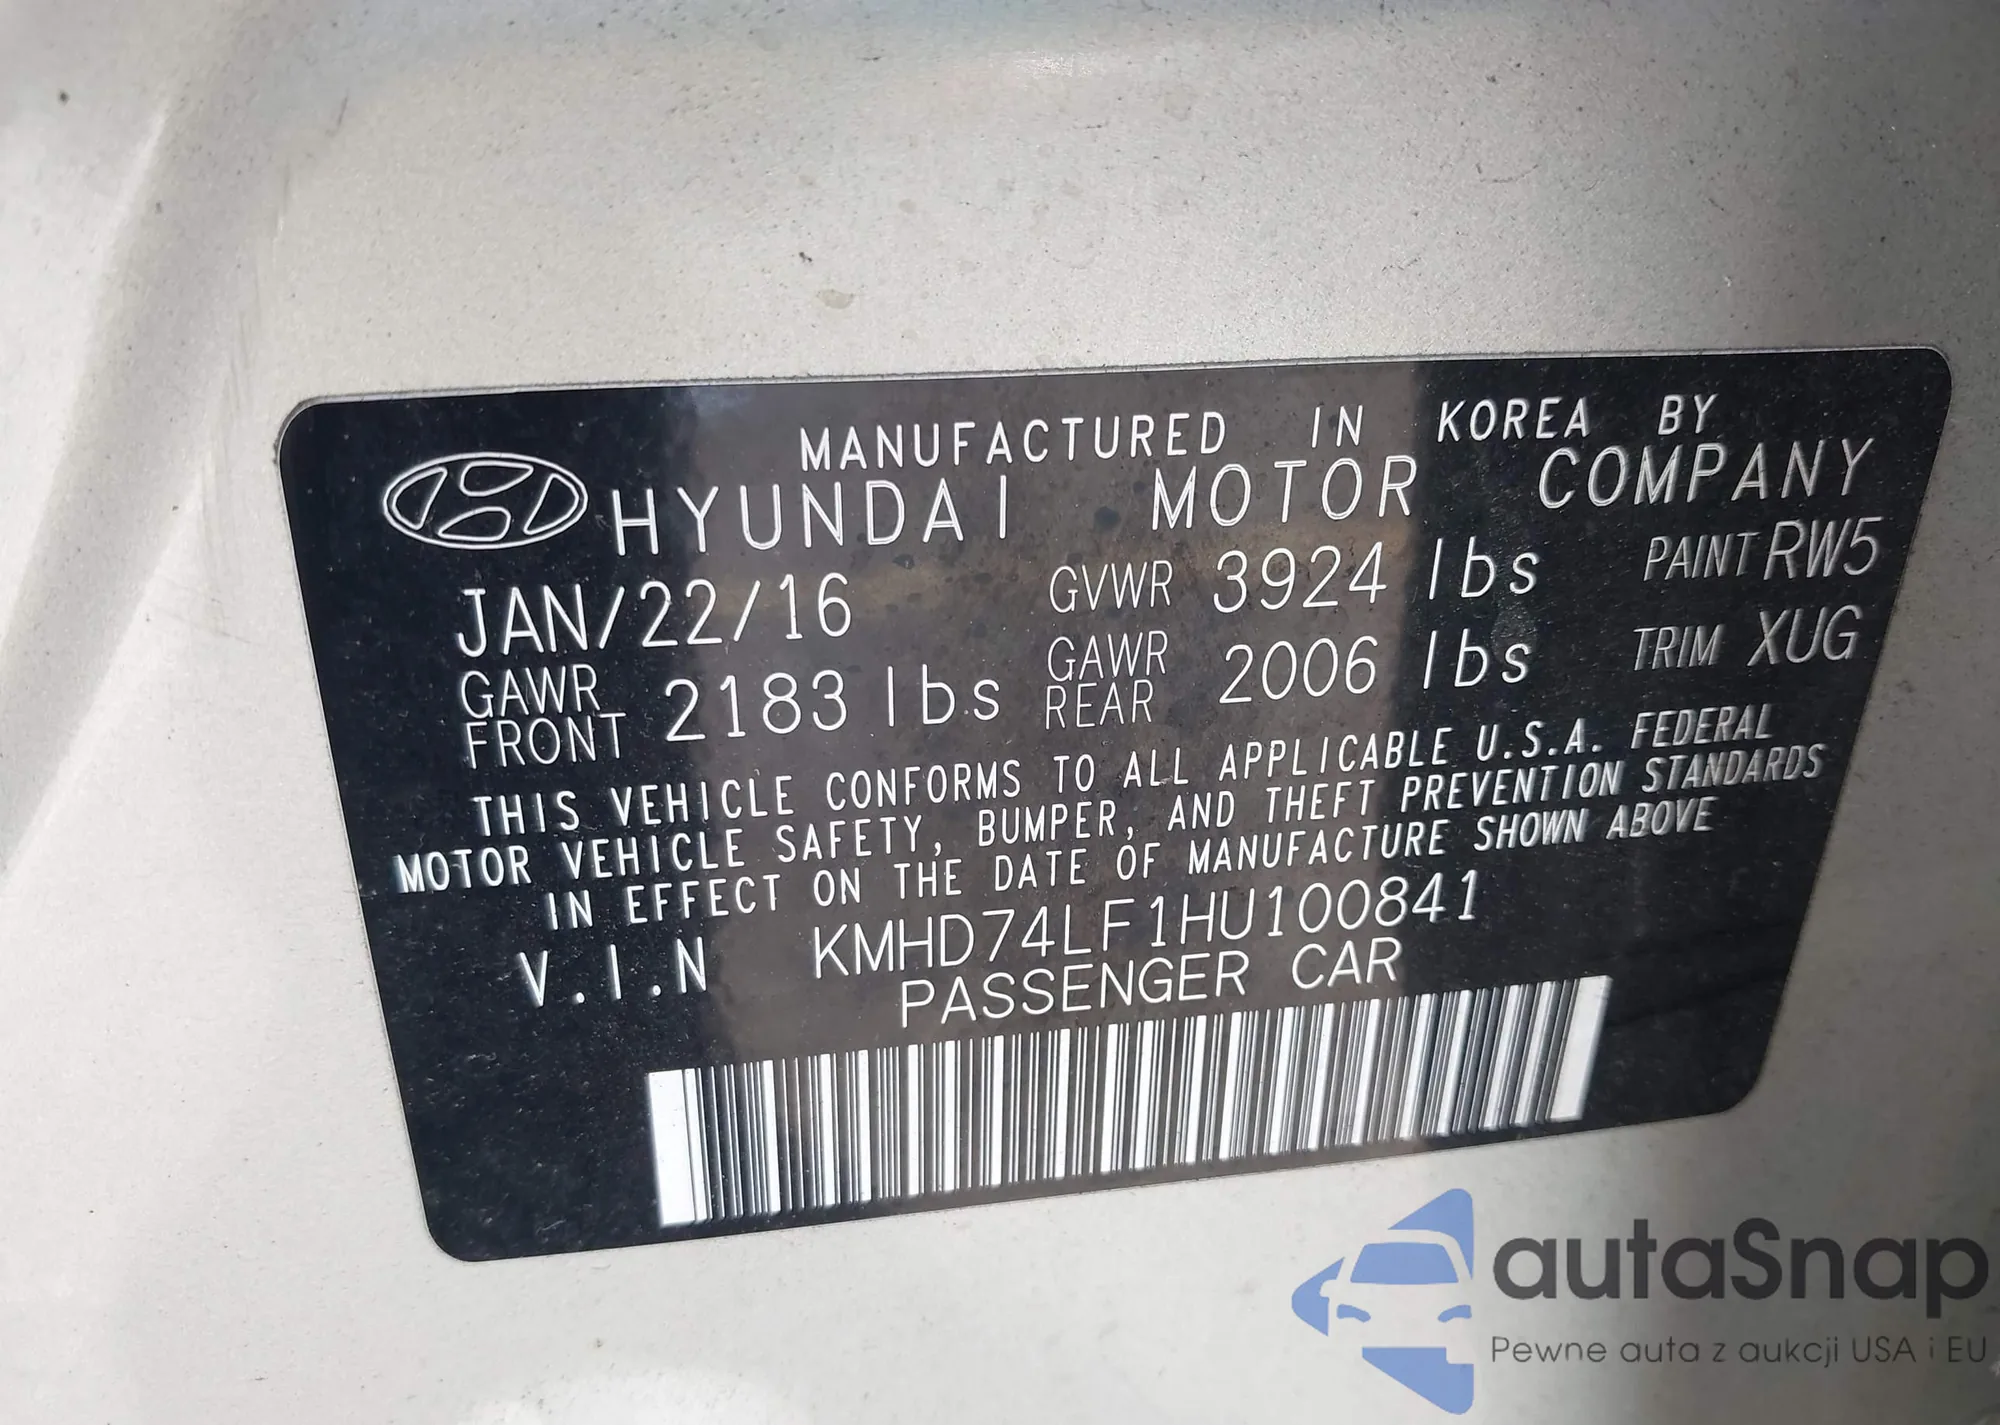 MANUFACTURED IN KOREA BY
HYUNDAI MOTOR COMPANY
JAN/22/16 GVWR 3924 lbs PAINT RW5
GAWR FRONT 2183 lbs GAWR REAR 2006 lbs TRIM XUG
THIS VEHICLE CONFORMS TO ALL APPLICABLE U.S.A. FEDERAL
MOTOR VEHICLE SAFETY, BUMPER, AND THEFT PREVENTION STANDARDS
IN EFFECT ON THE DATE OF MANUFACTURE SHOWN ABOVE
V.I.N KMHD74LF1HU100841
PASSENGER CAR
autaSnap
Pewne auta z aukcji USA i EU